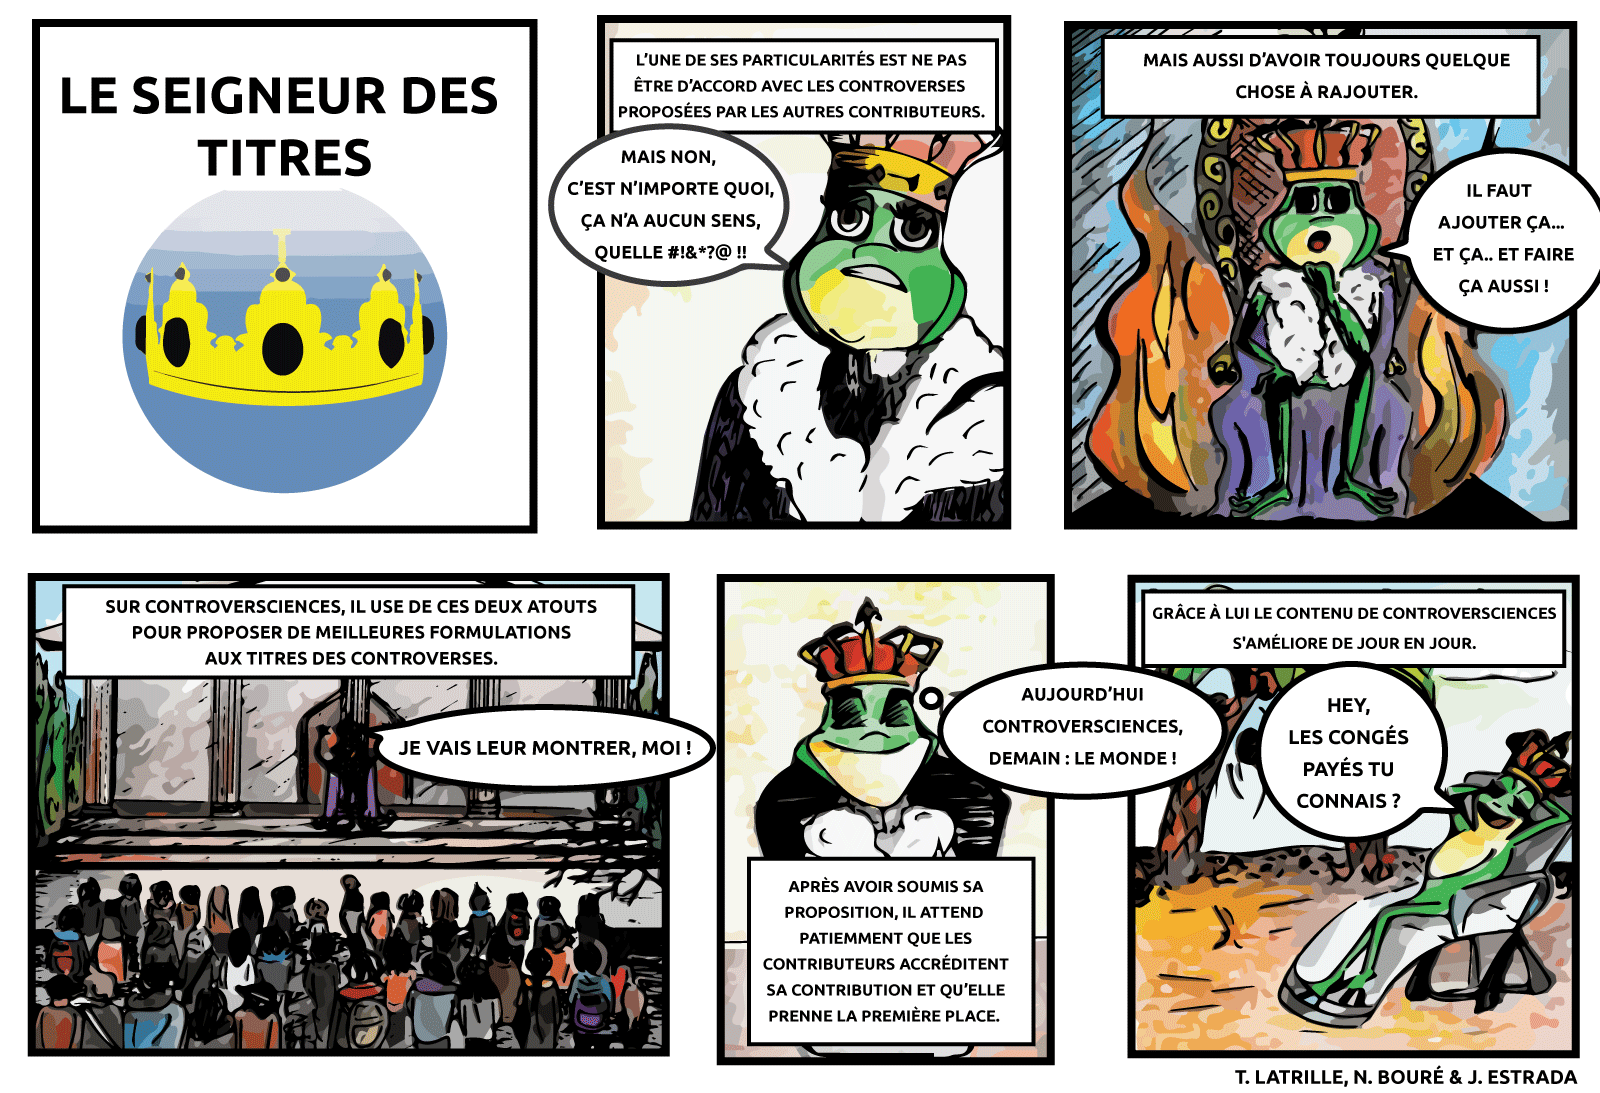 LE SEIGNEUR DES
TITRES
L'UNE DE SES PARTICULARITÉS EST NE PAS
ÊTRE D'ACCORD AVEC LES CONTROVERSES
PROPOSÉES PAR LES AUTRES CONTRIBUTEURS.
MAIS NON,
C'EST N'IMPORTE QUOI,
ÇA N'A AUCUN SENS,
QUELLE #!&*?@ !!
MAIS AUSSI D'AVOIR TOUJOURS QUELQUE
CHOSE À RAJOUTER.
IL FAUT
AJOUTER ÇA...
ET ÇA.. ET FAIRE
ÇA AUSSI !
SUR CONTROVERSCIENCES, IL USE DE CES DEUX ATOUTS
POUR PROPOSER DE MEILLEURES FORMULATIONS
AUX TITRES DES CONTROVERSES.
JE VAIS LEUR MONTRER, MOI !
AUJOURD'HUI
CONTROVERSCIENCES,
DEMAIN : LE MONDE !
APRÈS AVOIR SOUMIS SA
PROPOSITION, IL ATTEND
PATIEMMENT QUE LES
CONTRIBUTEURS ACCRÉDITENT
SA CONTRIBUTION ET QU'ELLE
PRENNE LA PREMIÈRE PLACE.
GRÂCE À LUI LE CONTENU DE CONTROVERSCIENCES
S'AMÉLIORE DE JOUR EN JOUR.
HEY,
LES CONGÉS
PAYÉS TU
CONNAIS ?
T. LATRILLE, N. BOURÉ & J. ESTRADA